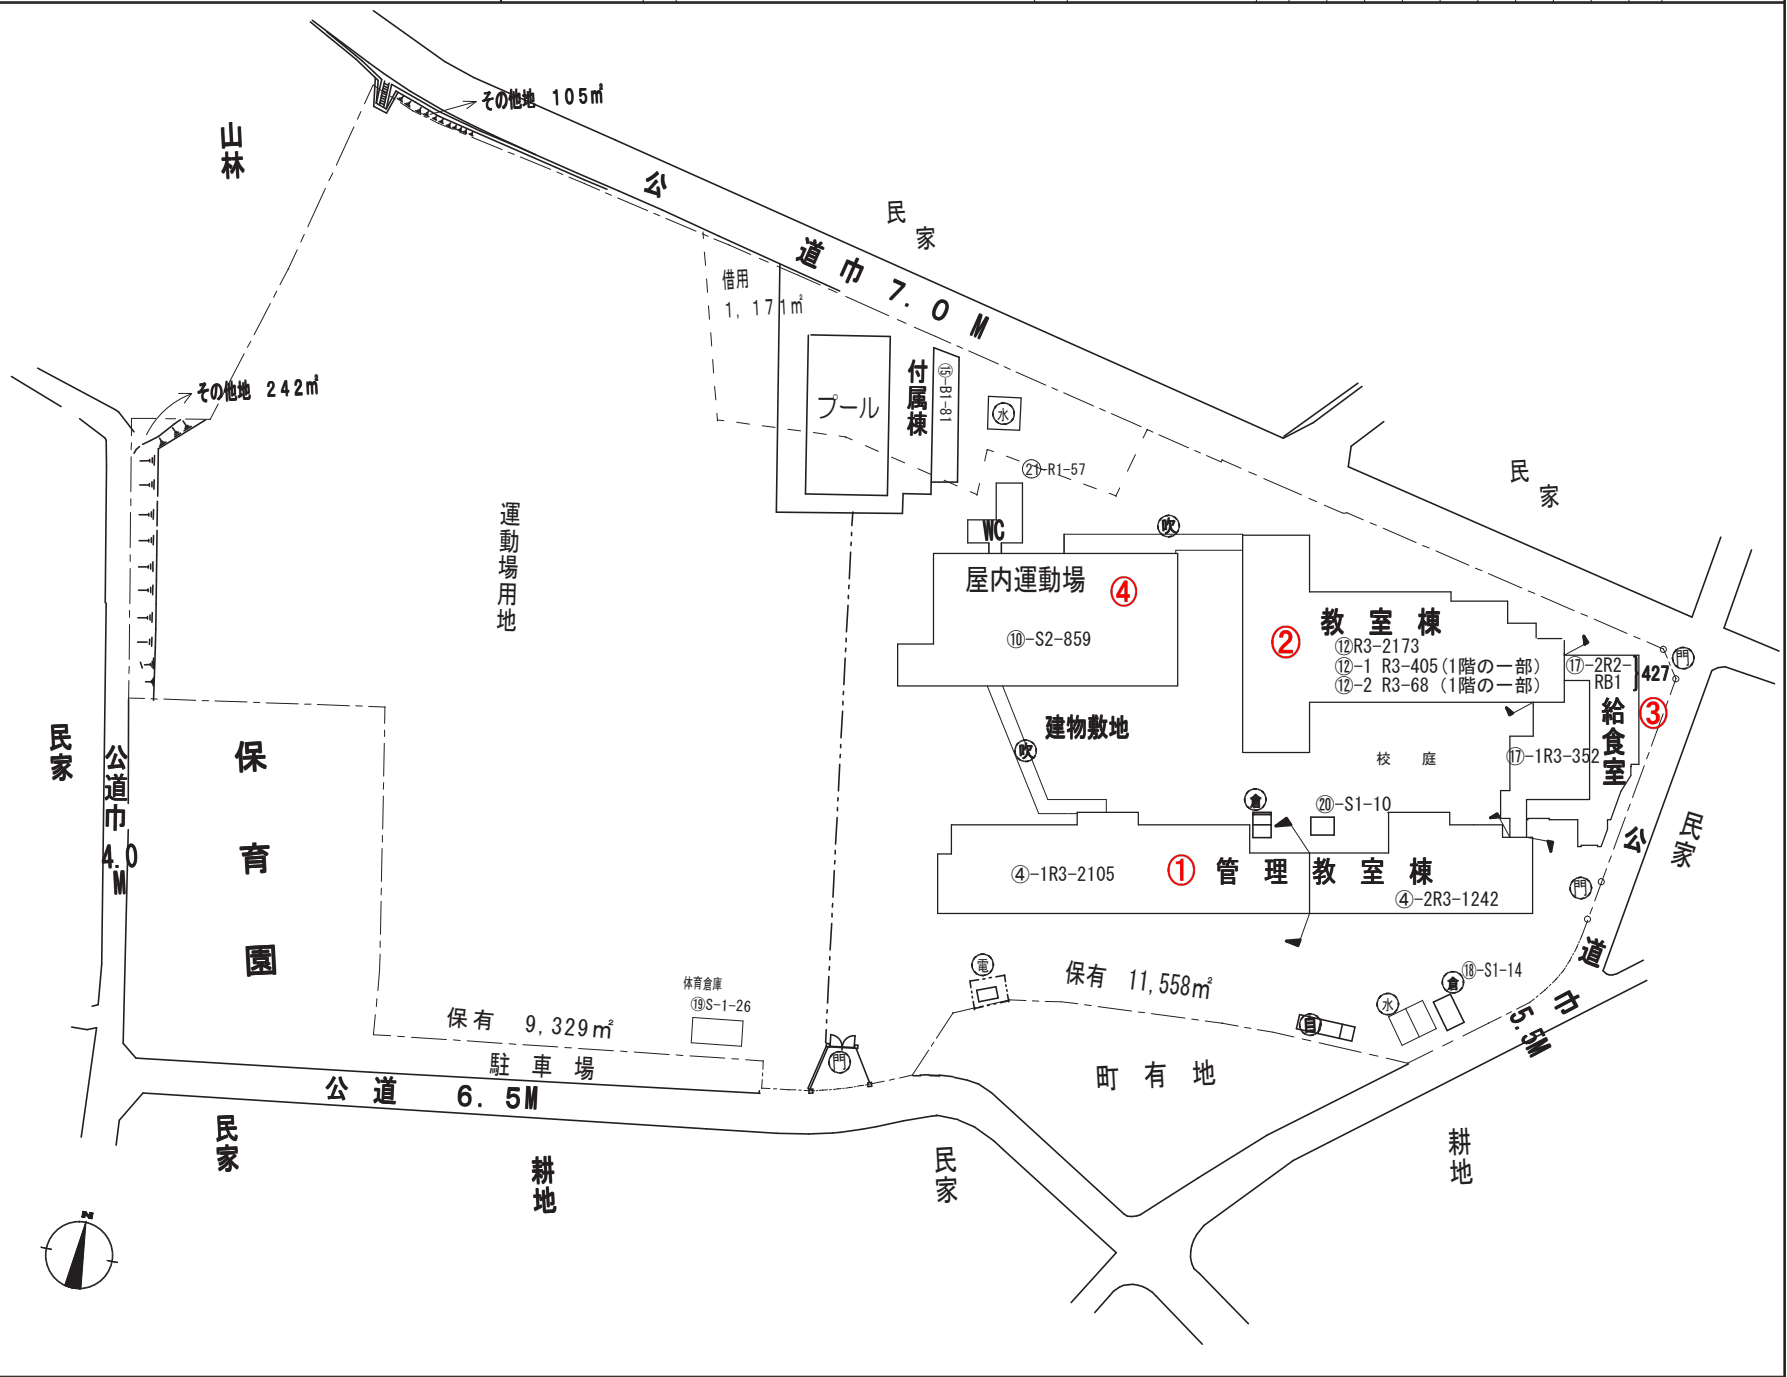 その他地 105㎡
山林
公道巾 7.0 M
民家
借用
1,171㎡
その他地 242㎡
プール
付属棟
⑮-B1-81
水
㉑-R1-57
民家
運動場用地
WC
吹
屋内運動場 ④
⑩-S2-859
② 教室棟
⑫R3-2173
⑫-1 R3-405(1階の一部)
⑫-2 R3-68 (1階の一部)
門
⑰-2R2-
RB1
427
③
給食室
建物敷地
吹
校庭
⑰-1R3-352
民家
公道巾 4.0 M
保育園
倉
⑳-S1-10
公道巾 5.5M
民家
④-1R3-2105
① 管理教室棟
④-2R3-1242
門
電
保有 11,558㎡
⑱-S1-14
倉
水
自
体育倉庫
⑲S-1-26
保有 9,329㎡
駐車場
門
町有地
公道 6.5M
民家
耕地
民家
耕地
N